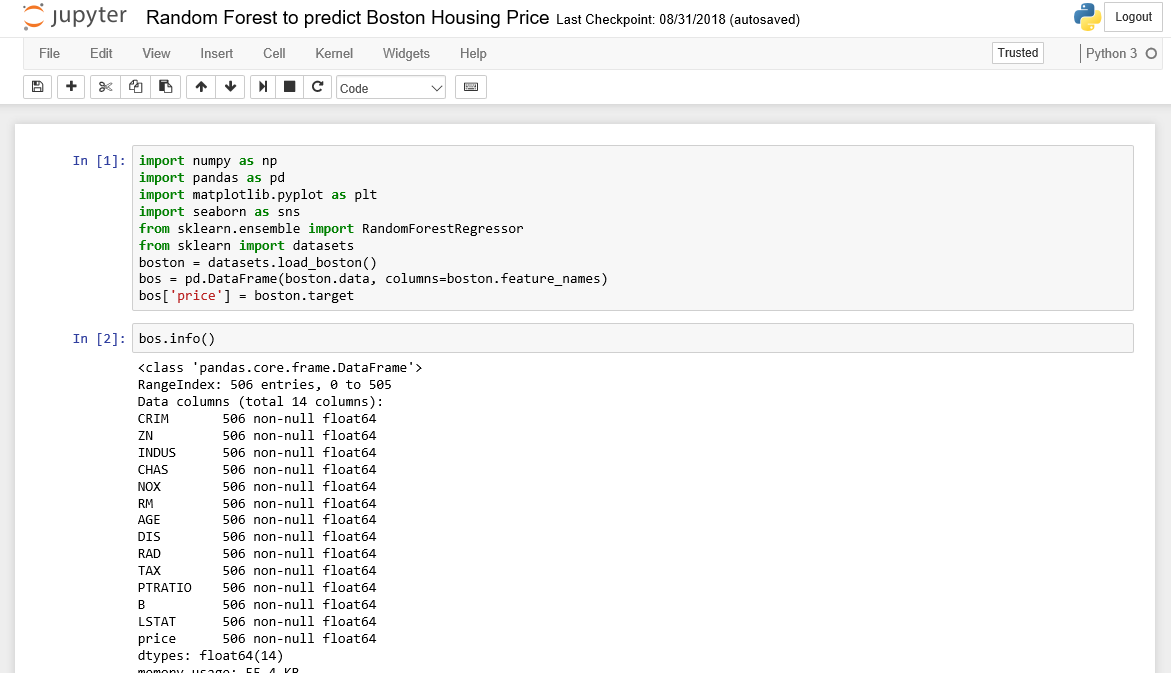 jupyter Random Forest to predict Boston Housing Price Last Checkpoint: 08/31/2018 (autosaved) Logout
File Edit View Insert Cell Kernel Widgets Help Trusted Python 3
Code
In [1]: import numpy as np
import pandas as pd
import matplotlib.pyplot as plt
import seaborn as sns
from sklearn.ensemble import RandomForestRegressor
from sklearn import datasets
boston = datasets.load_boston()
bos = pd.DataFrame(boston.data, columns=boston.feature_names)
bos['price'] = boston.target
In [2]: bos.info()
<class 'pandas.core.frame.DataFrame'>
RangeIndex: 506 entries, 0 to 505
Data columns (total 14 columns):
CRIM 506 non-null float64
ZN 506 non-null float64
INDUS 506 non-null float64
CHAS 506 non-null float64
NOX 506 non-null float64
RM 506 non-null float64
AGE 506 non-null float64
DIS 506 non-null float64
RAD 506 non-null float64
TAX 506 non-null float64
PTRATIO 506 non-null float64
B 506 non-null float64
LSTAT 506 non-null float64
price 506 non-null float64
dtypes: float64(14)
memory usage: 55.4 KB